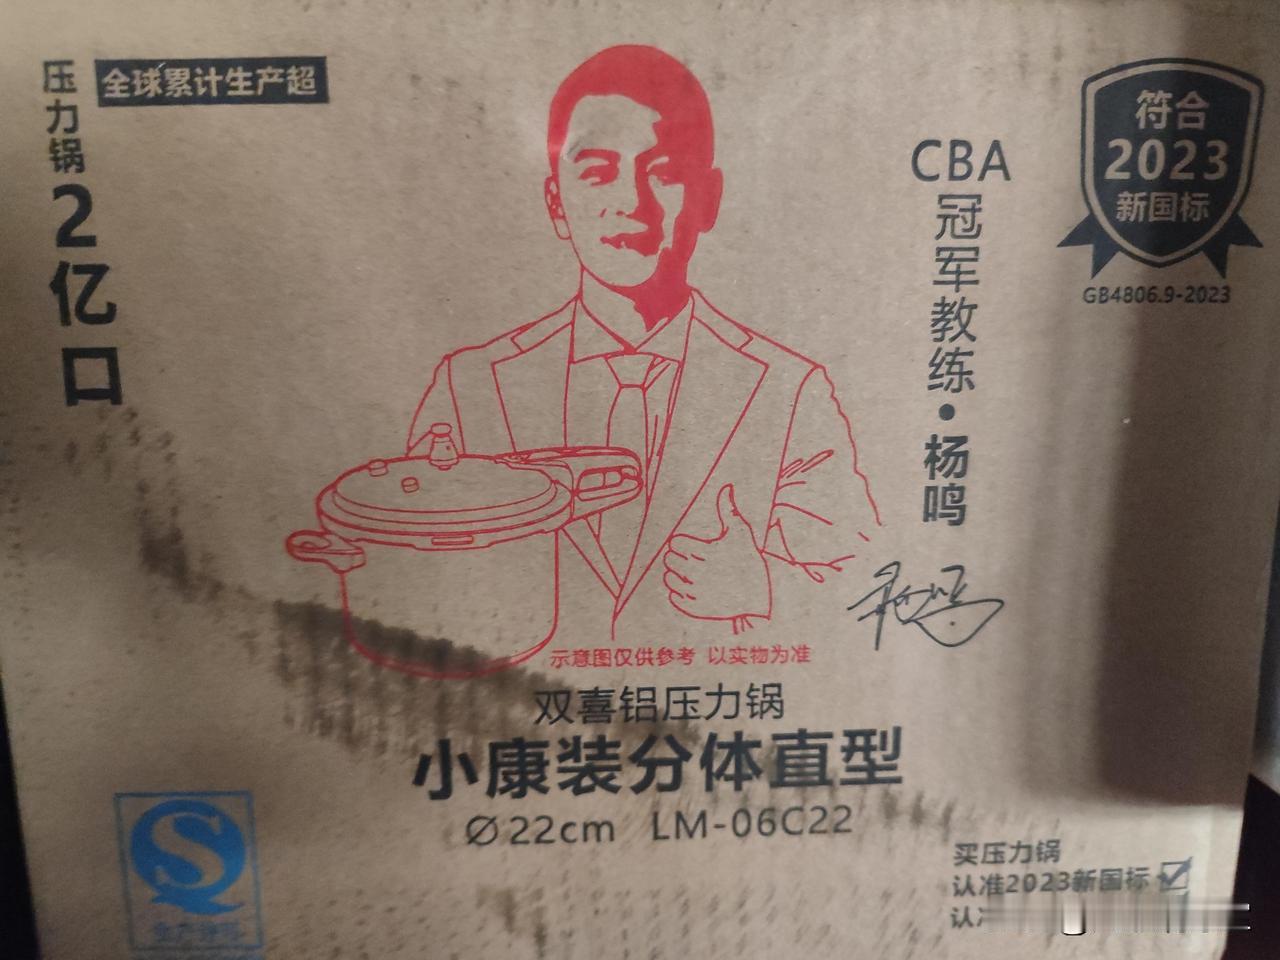 全球累计生产超
压力锅2亿口
CBA
冠军教练·杨鸣
符合
2023
新国标
GB4806.9-2023
示意图仅供参考 以实物为准
双喜铝压力锅
小康装分体直型
Ø22cm LM-06C22
买压力锅
认准2023新国标
认